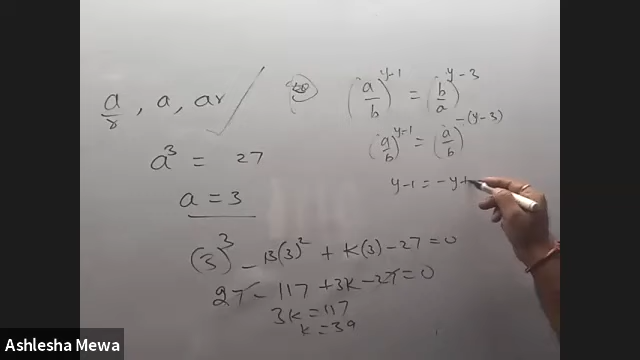 a/r , a, ar
a³ = 27
a = 3
(3)³ - 13(3)² + k(3) - 27 = 0
27 - 117 + 3k - 27 = 0
3k = 117
k = 39
(a/b)^y-1 = (b/a)^y-3
(a/b)^y-1 = (a/b)^-(y-3)
y-1 = -y+
Ashlesha Mewa